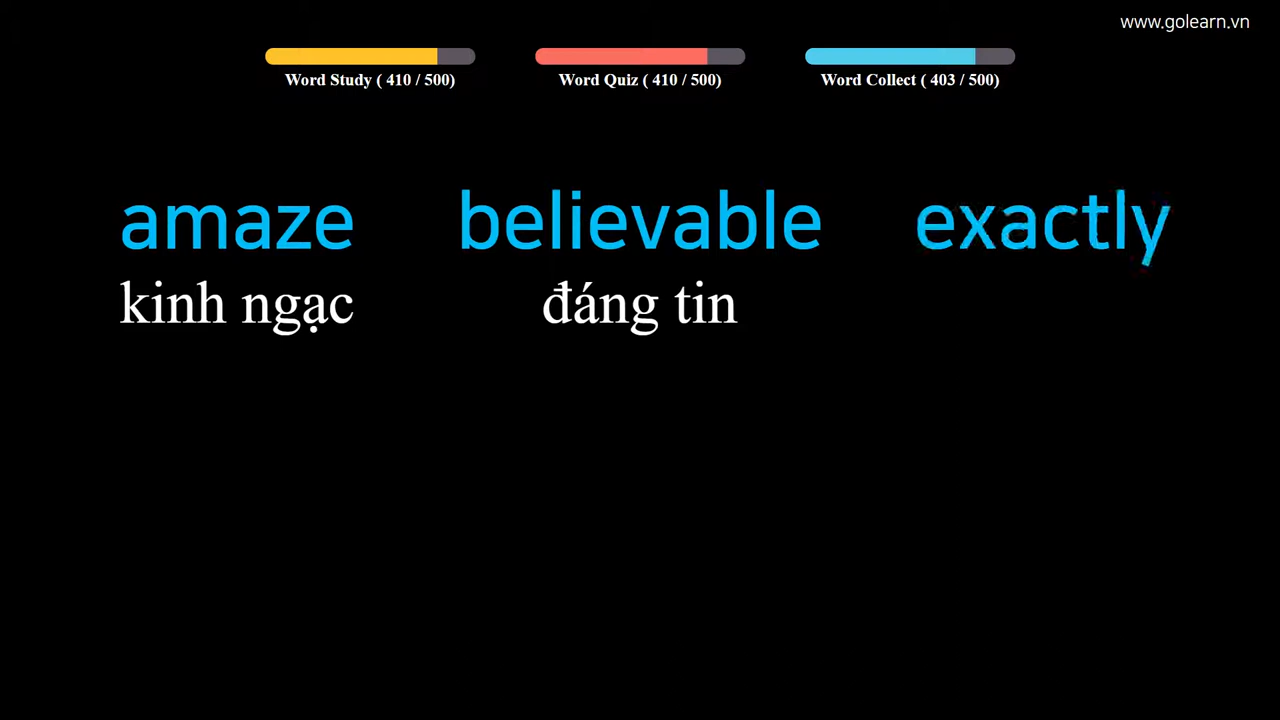 www.golearn.vn
Word Study ( 410 / 500) Word Quiz ( 410 / 500) Word Collect ( 403 / 500)
amaze believable exactly
kinh ngạc đáng tin